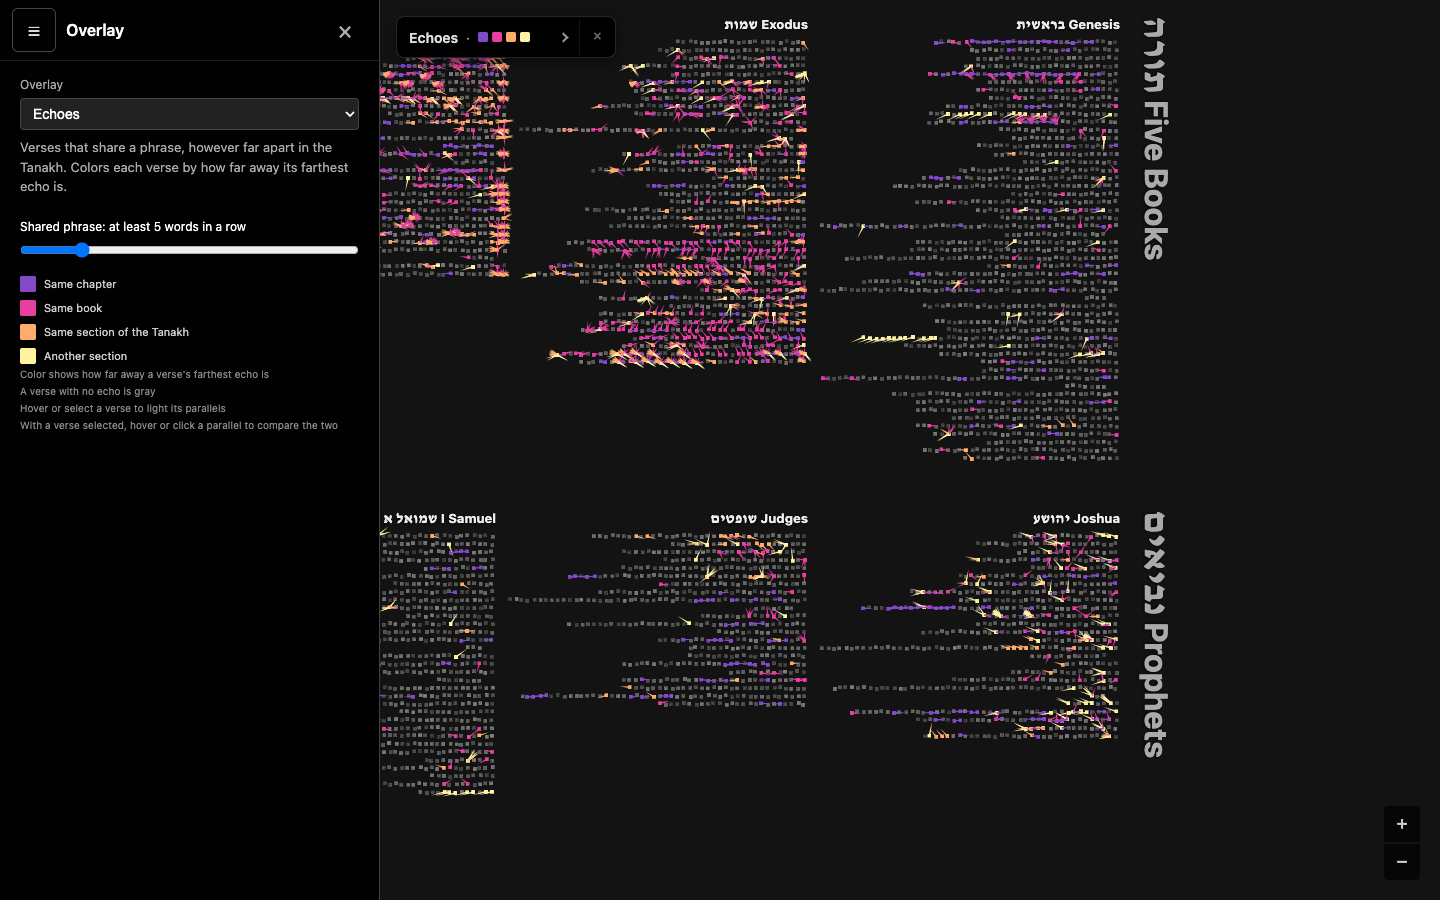 Overlay
Overlay
Echoes
Verses that share a phrase, however far apart in the
Tanakh. Colors each verse by how far away its farthest
echo is.
Shared phrase: at least 5 words in a row
Same chapter
Same book
Same section of the Tanakh
Another section
Color shows how far away a verse's farthest echo is
A verse with no echo is gray
Hover or select a verse to light its parallels
With a verse selected, hover or click a parallel to compare the two
Echoes ·
שמות Exodus
בראשית Genesis
תורה Five Books
שמואל א I Samuel
שופטים Judges
יהושע Joshua
נביאים Prophets